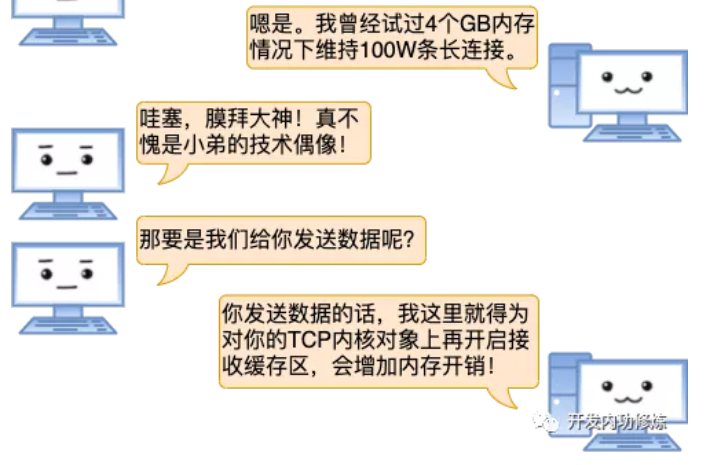 嗯是。我曾经试过4个GB内存
情况下维持100W条长连接。
哇塞，膜拜大神！真不
愧是小弟的技术偶像！
那要是我们给你发送数据呢？
你发送数据的话，我这里就得为
对你的TCP内核对象上再开启接
收缓存区，会增加内存开销！
开发内功修炼